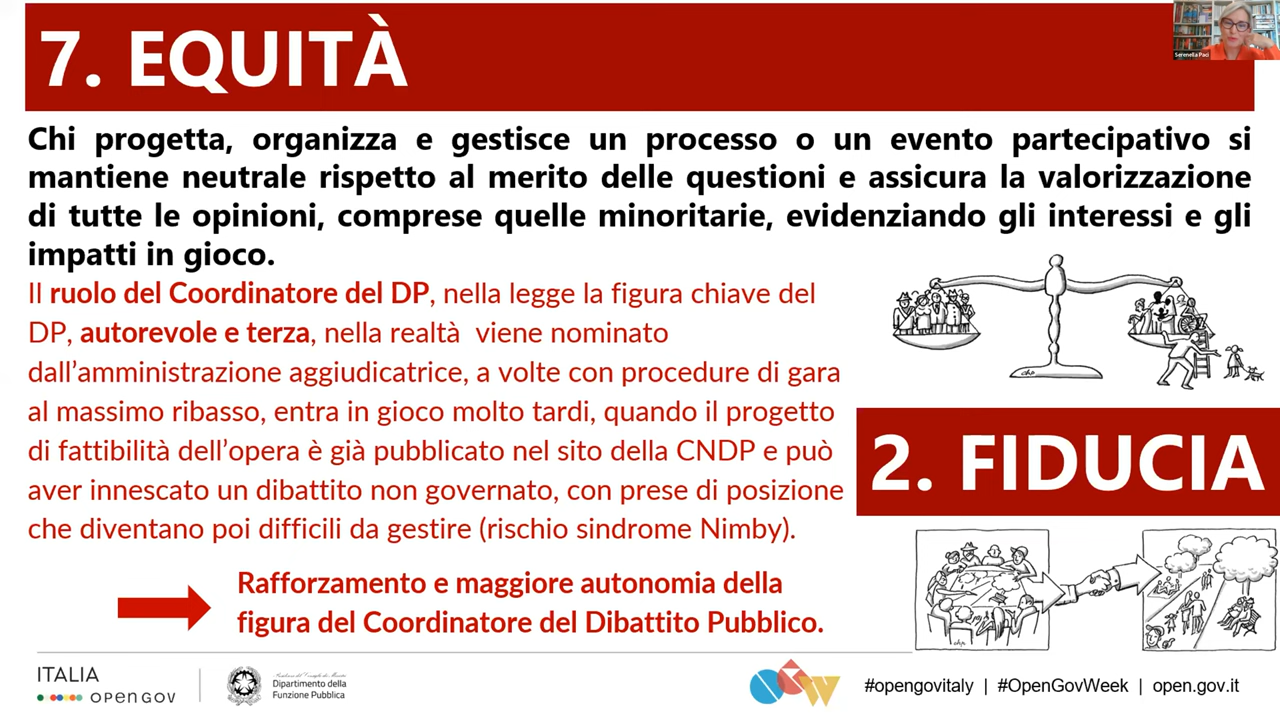 7. EQUITÀ
Serenella Paci
Chi progetta, organizza e gestisce un processo o un evento partecipativo si
mantiene neutrale rispetto al merito delle questioni e assicura la valorizzazione
di tutte le opinioni, comprese quelle minoritarie, evidenziando gli interessi e gli
impatti in gioco.
Il ruolo del Coordinatore del DP, nella legge la figura chiave del
DP, autorevole e terza, nella realtà viene nominato
dall’amministrazione aggiudicatrice, a volte con procedure di gara
al massimo ribasso, entra in gioco molto tardi, quando il progetto
di fattibilità dell’opera è già pubblicato nel sito della CNDP e può
aver innescato un dibattito non governato, con prese di posizione
che diventano poi difficili da gestire (rischio sindrome Nimby).
2. FIDUCIA
Rafforzamento e maggiore autonomia della
figura del Coordinatore del Dibattito Pubblico.
ITALIA
open gov
Dipartimento della
Funzione Pubblica
OGW
#opengovitaly | #OpenGovWeek | open.gov.it